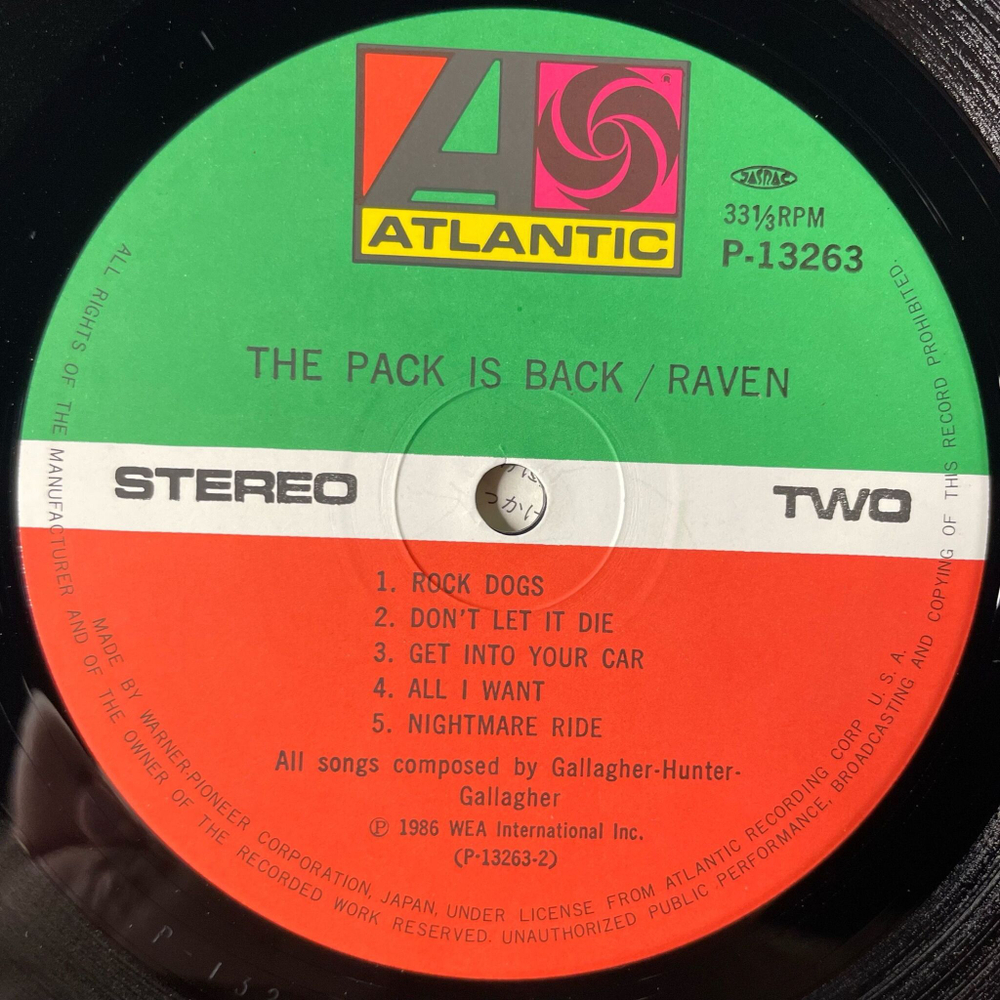 ATLANTIC
®
JASRAC
33⅓RPM
P-13263
THE PACK IS BACK / RAVEN
STEREO
TWO
1. ROCK DOGS
2. DON'T LET IT DIE
3. GET INTO YOUR CAR
4. ALL I WANT
5. NIGHTMARE RIDE
All songs composed by Gallagher-Hunter-
Gallagher
℗ 1986 WEA International Inc.
(P-13263-2)
MADE BY WARNER-PIONEER CORPORATION, JAPAN, UNDER LICENSE FROM ATLANTIC RECORDING CORP U. S. A.
ALL RIGHTS OF THE MANUFACTURER AND OF THE OWNER OF THE RECORDED WORK RESERVED. UNAUTHORIZED PUBLIC PERFORMANCE, BROADCASTING AND COPYING OF THIS RECORD PROHIBITED.